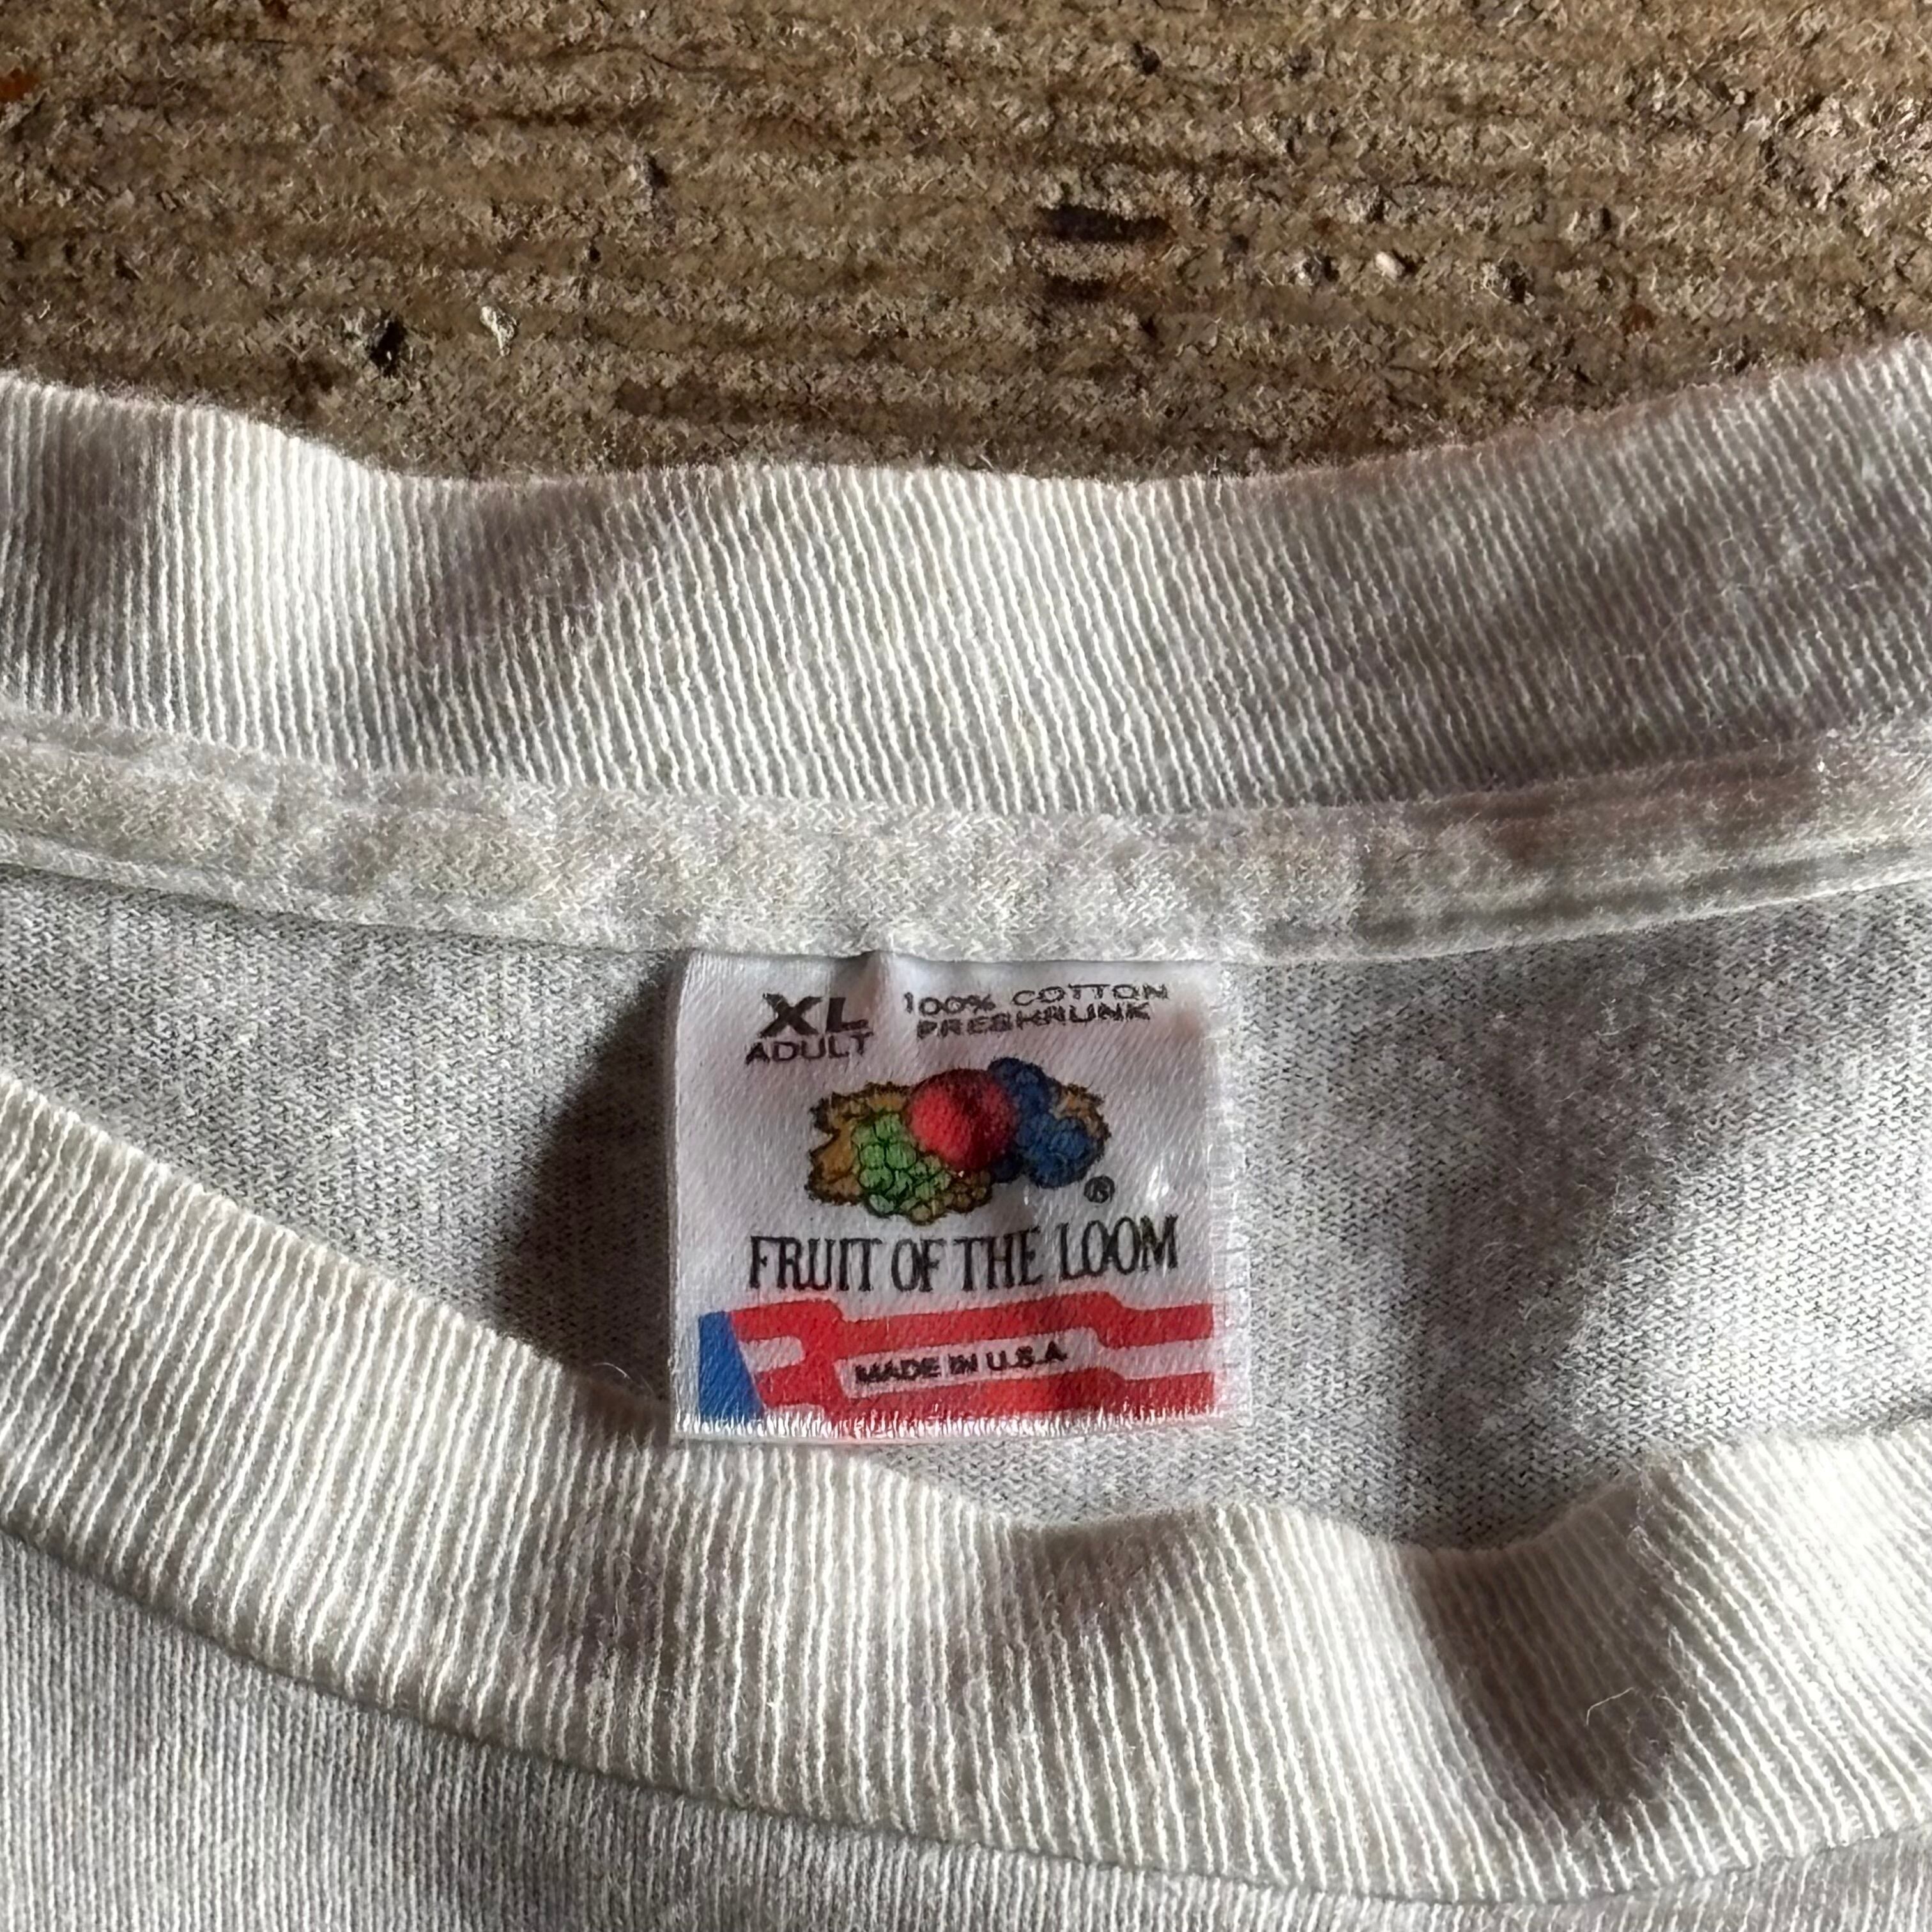 XL 100% COTTON
ADULT PRESHRUNK
®
FRUIT OF THE LOOM
MADE IN U.S.A.